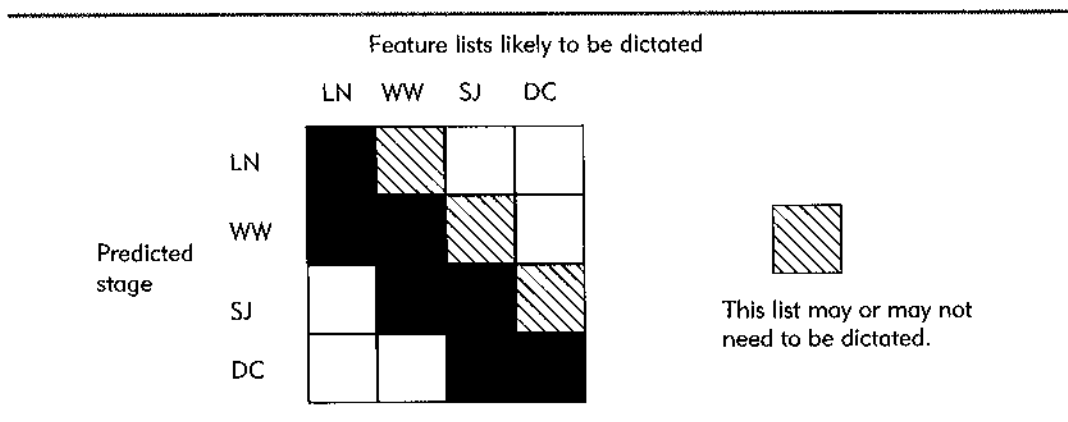 Feature lists likely to be dictated
LN WW SJ DC
LN
WW
Predicted
stage
SJ
DC
This list may or may not
need to be dictated.